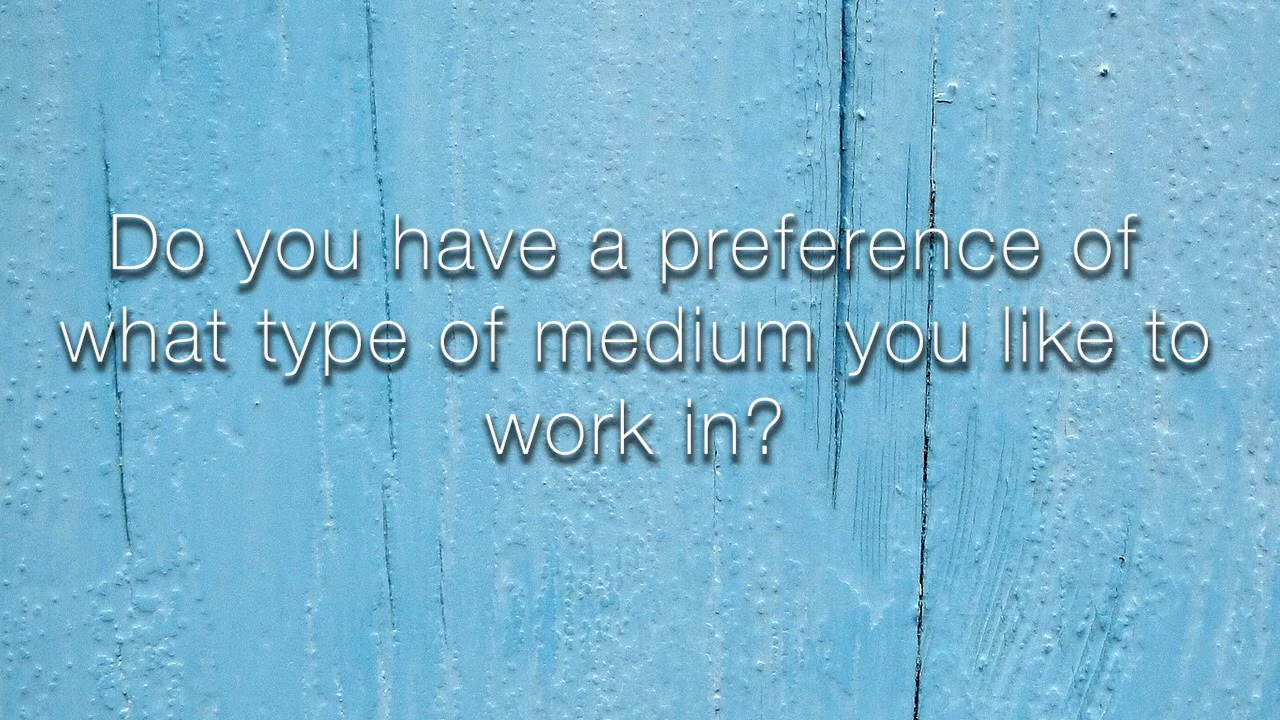 Do you have a preference of
what type of medium you like to
work in?